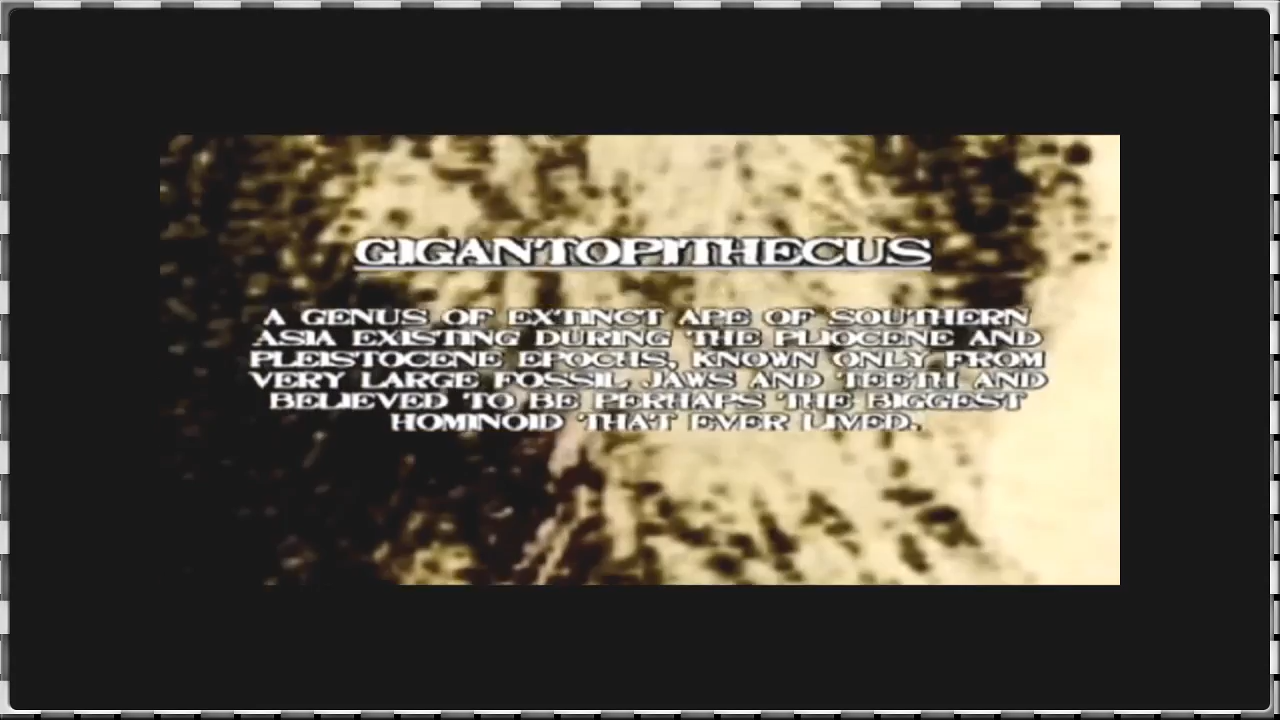 GIGANTOPITHECUS
A GENUS OF EXTINCT APE OF SOUTHERN
ASIA EXISTING DURING THE PLIOCENE AND
PLEISTOCENE EPOCHS, KNOWN ONLY FROM
VERY LARGE FOSSIL JAWS AND TEETH AND
BELIEVED TO BE PERHAPS THE BIGGEST
HOMINOID THAT EVER LIVED.